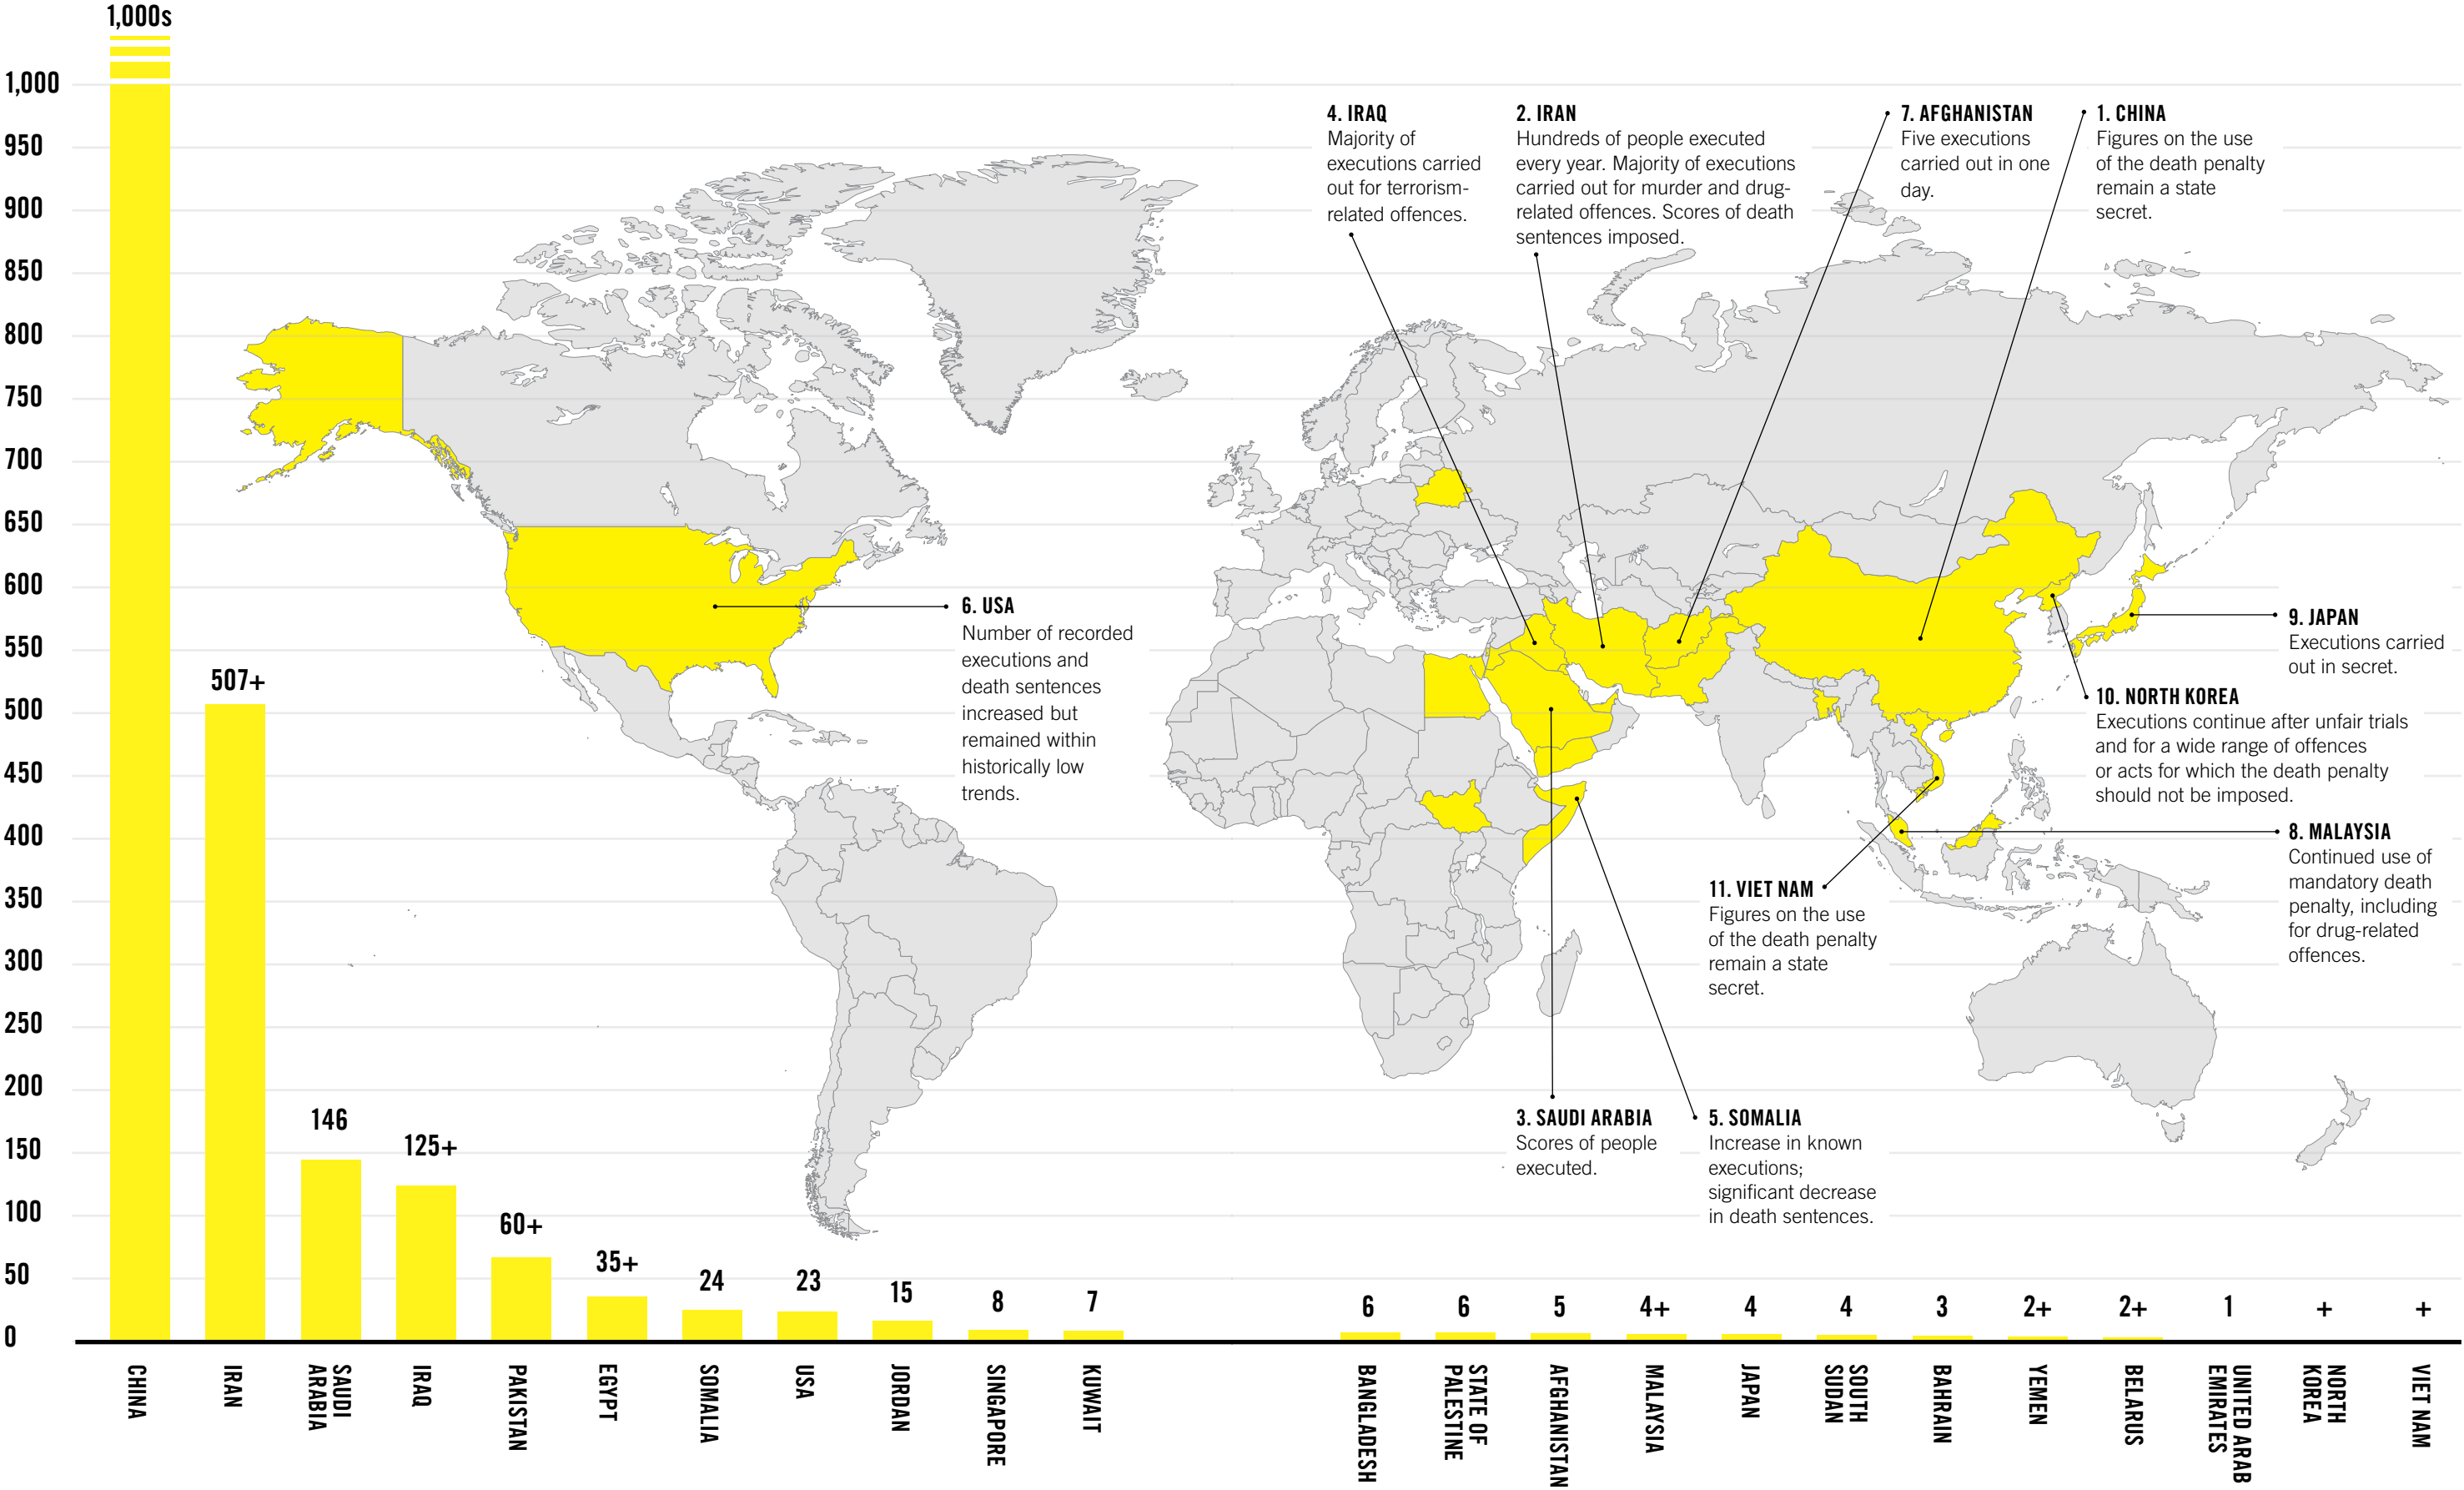 1,000s
1,000
950
900
850
800
750
700
650
600
550
500
450
400
350
300
250
200
150
100
50
0
4. IRAQ
Majority of
executions carried
out for terrorism-
related offences.
2. IRAN
Hundreds of people executed
every year. Majority of executions
carried out for murder and drug-
related offences. Scores of death
sentences imposed.
7. AFGHANISTAN
Five executions
carried out in one
day.
1. CHINA
Figures on the use
of the death penalty
remain a state
secret.
6. USA
Number of recorded
executions and
death sentences
increased but
remained within
historically low
trends.
9. JAPAN
Executions carried
out in secret.
10. NORTH KOREA
Executions continue after unfair trials
and for a wide range of offences
or acts for which the death penalty
should not be imposed.
8. MALAYSIA
Continued use of
mandatory death
penalty, including
for drug-related
offences.
11. VIET NAM
Figures on the use
of the death penalty
remain a state
secret.
3. SAUDI ARABIA
Scores of people
executed.
5. SOMALIA
Increase in known
executions;
significant decrease
in death sentences.
507+
146
125+
60+
35+
24
23
15
8
7
6
6
5
4+
4
4
3
2+
2+
1
+
+
CHINA
IRAN
SAUDI
ARABIA
IRAQ
PAKISTAN
EGYPT
SOMALIA
USA
JORDAN
SINGAPORE
KUWAIT
BANGLADESH
STATE OF
PALESTINE
AFGHANISTAN
MALAYSIA
JAPAN
SOUTH
SUDAN
BAHRAIN
YEMEN
BELARUS
UNITED ARAB
EMIRATES
NORTH
KOREA
VIET NAM